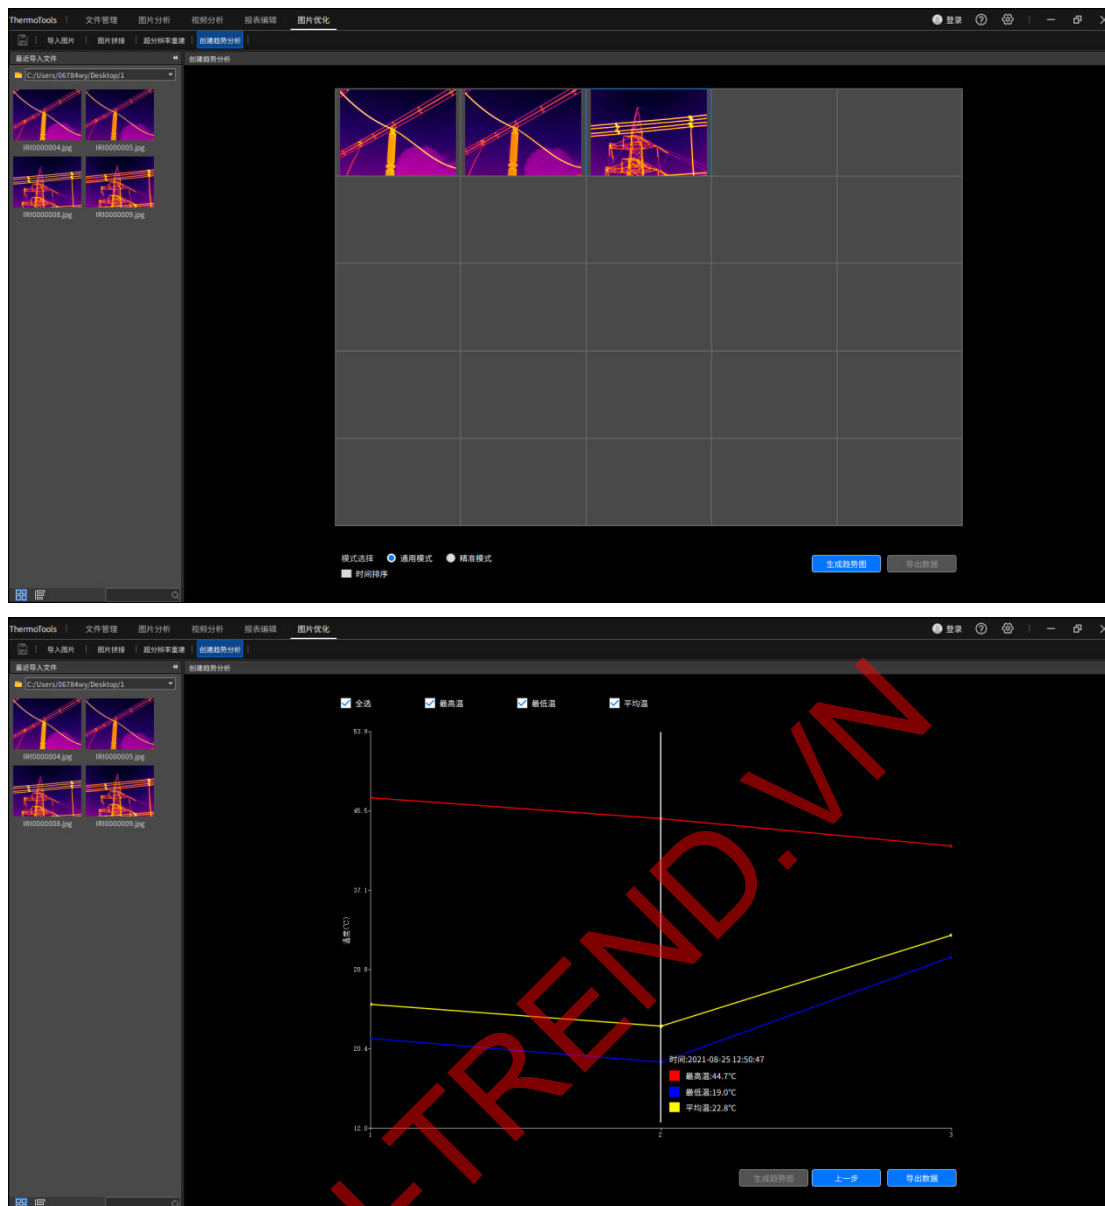 ThermoTools 文件管理 图片分析 视频分析 报表编辑 图片优化 登录
导入图片 图片拼接 超分辨率重建 创建趋势分析
最近导入文件 创建趋势分析
C:/Users/06784wy/Desktop/1
IRI0000004.jpg IRI0000005.jpg
IRI0000008.jpg IRI0000009.jpg
模式选择 通用模式 精准模式
时间排序
生成趋势图 导出数据
ThermoTools 文件管理 图片分析 视频分析 报表编辑 图片优化 登录
导入图片 图片拼接 超分辨率重建 创建趋势分析
最近导入文件 创建趋势分析
C:/Users/06784wy/Desktop/1
IRI0000004.jpg IRI0000005.jpg
IRI0000008.jpg IRI0000009.jpg
全选 最高温 最低温 平均温
53.9
45.5
37.1
温度(℃)
28.8
20.4
12.0
1 2 3
时间:2021-08-25 12:50:47
最高温:44.7℃
最低温:19.0℃
平均温:22.8℃
生成趋势图 上一步 导出数据
LTREND.VN